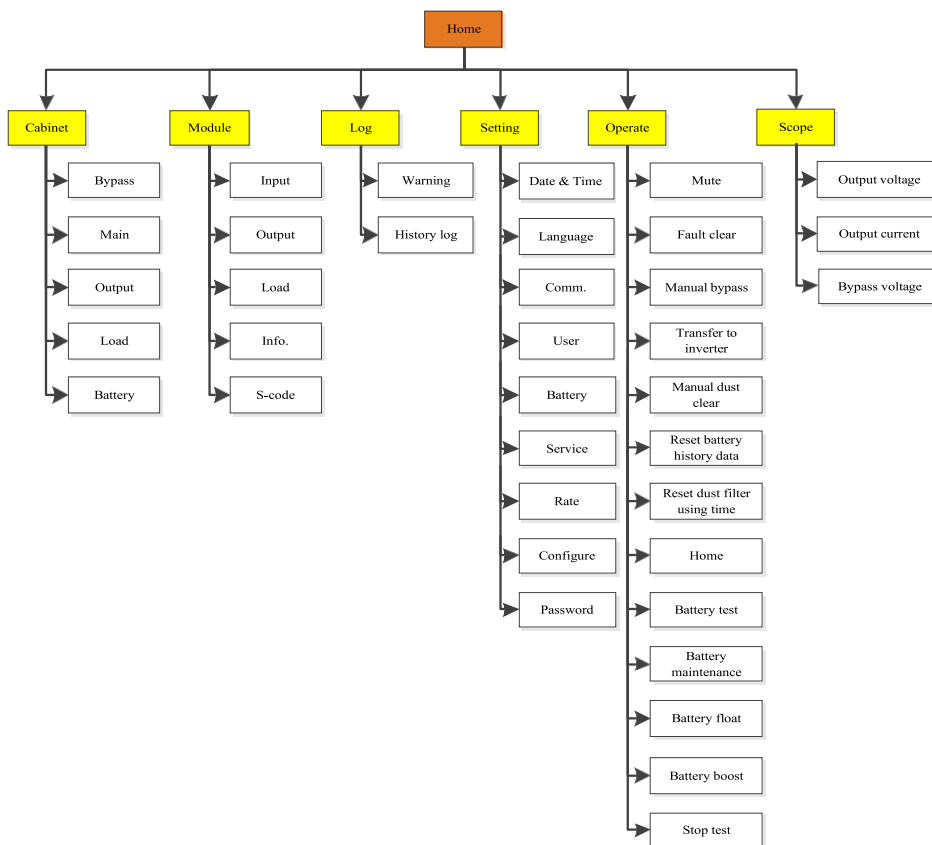 Home
Cabinet
Module
Log
Setting
Operate
Scope
Bypass
Main
Output
Load
Battery
Input
Output
Load
Info.
S-code
Warning
History log
Date & Time
Language
Comm.
User
Battery
Service
Rate
Configure
Password
Mute
Fault clear
Manual bypass
Transfer to
inverter
Manual dust
clear
Reset battery
history data
Reset dust filter
using time
Home
Battery test
Battery
maintenance
Battery float
Battery boost
Stop test
Output voltage
Output current
Bypass voltage